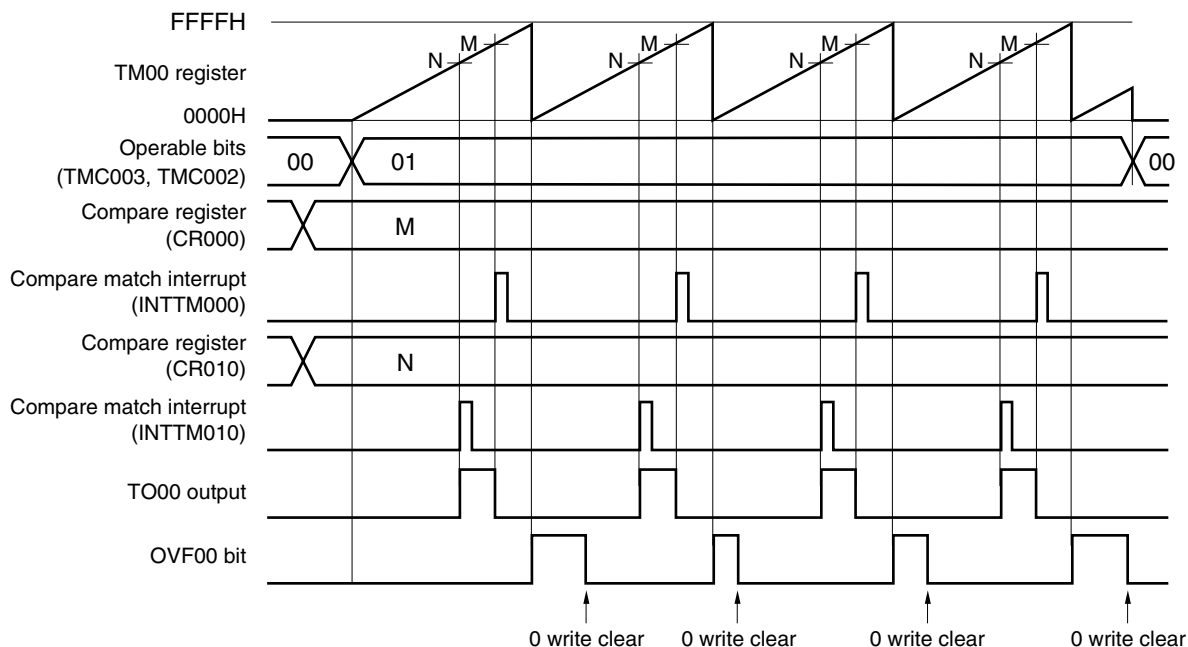 FFFFH
M M M M
N N N N
TM00 register
0000H
Operable bits
(TMC003, TMC002)
00 01 00
Compare register
(CR000)
M
Compare match interrupt
(INTTM000)
Compare register
(CR010)
N
Compare match interrupt
(INTTM010)
TO00 output
OVF00 bit
0 write clear 0 write clear 0 write clear 0 write clear